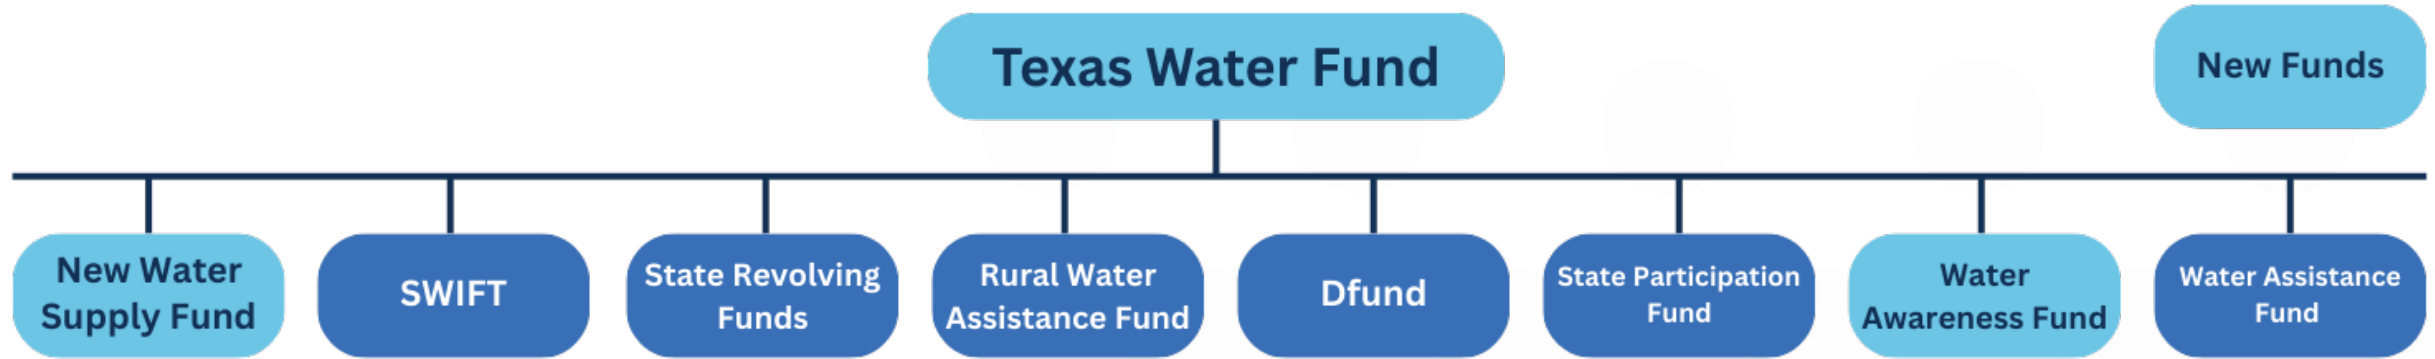 Texas Water Fund
New Funds
New Water
Supply Fund
SWIFT
State Revolving
Funds
Rural Water
Assistance Fund
Dfund
State Participation
Fund
Water
Awareness Fund
Water Assistance
Fund